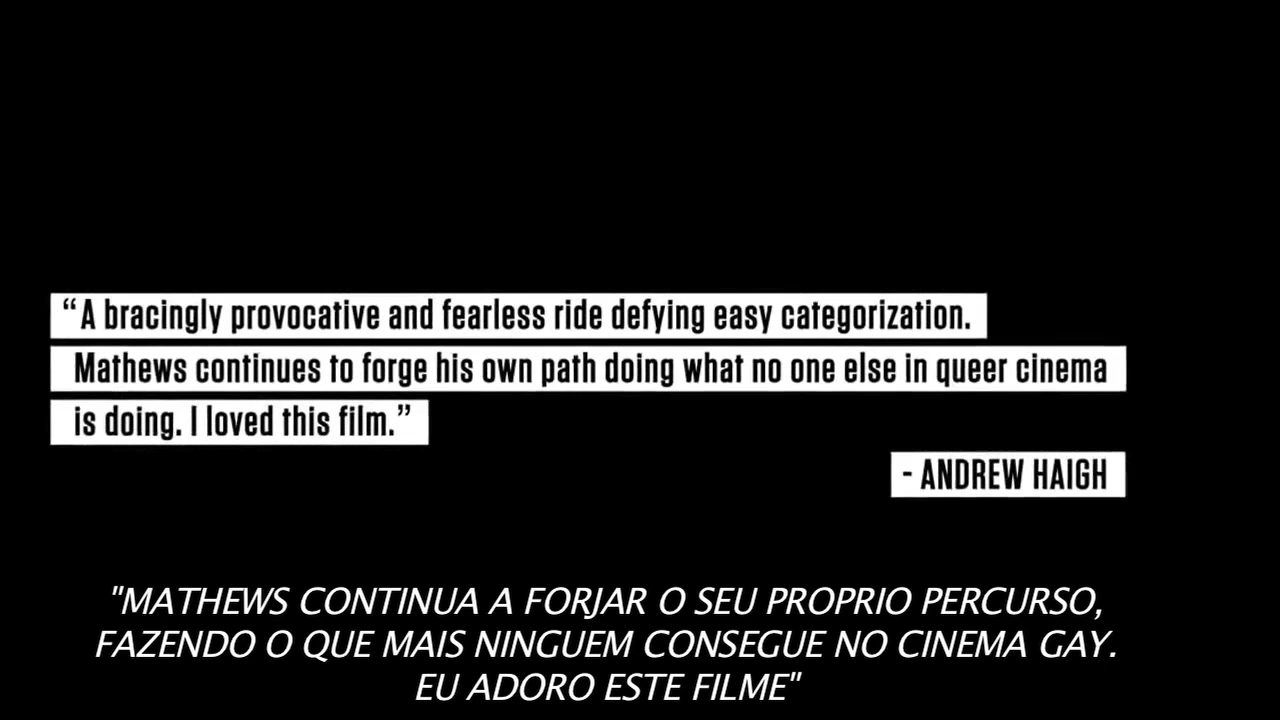 “A bracingly provocative and fearless ride defying easy categorization.
Mathews continues to forge his own path doing what no one else in queer cinema
is doing. I loved this film.”
- ANDREW HAIGH
"MATHEWS CONTINUA A FORJAR O SEU PROPRIO PERCURSO,
FAZENDO O QUE MAIS NINGUEM CONSEGUE NO CINEMA GAY.
EU ADORO ESTE FILME"